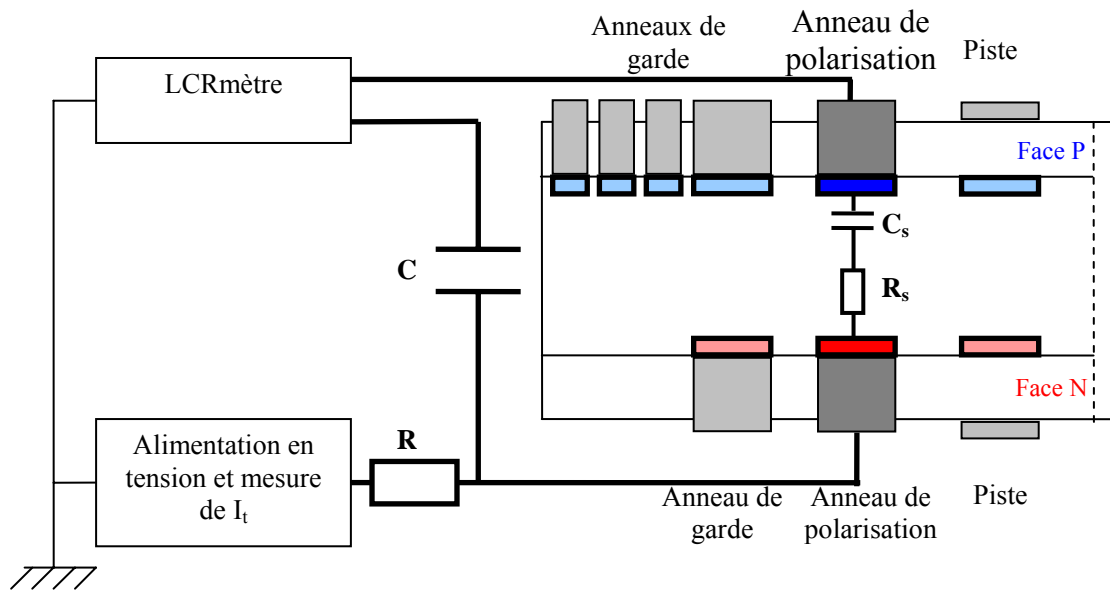 Anneaux de
garde
Anneau de
polarisation
Piste
LCRmètre
Face P
C
Cs
Rs
Face N
Alimentation en
tension et mesure
de It
R
Anneau de
garde
Anneau de
polarisation
Piste